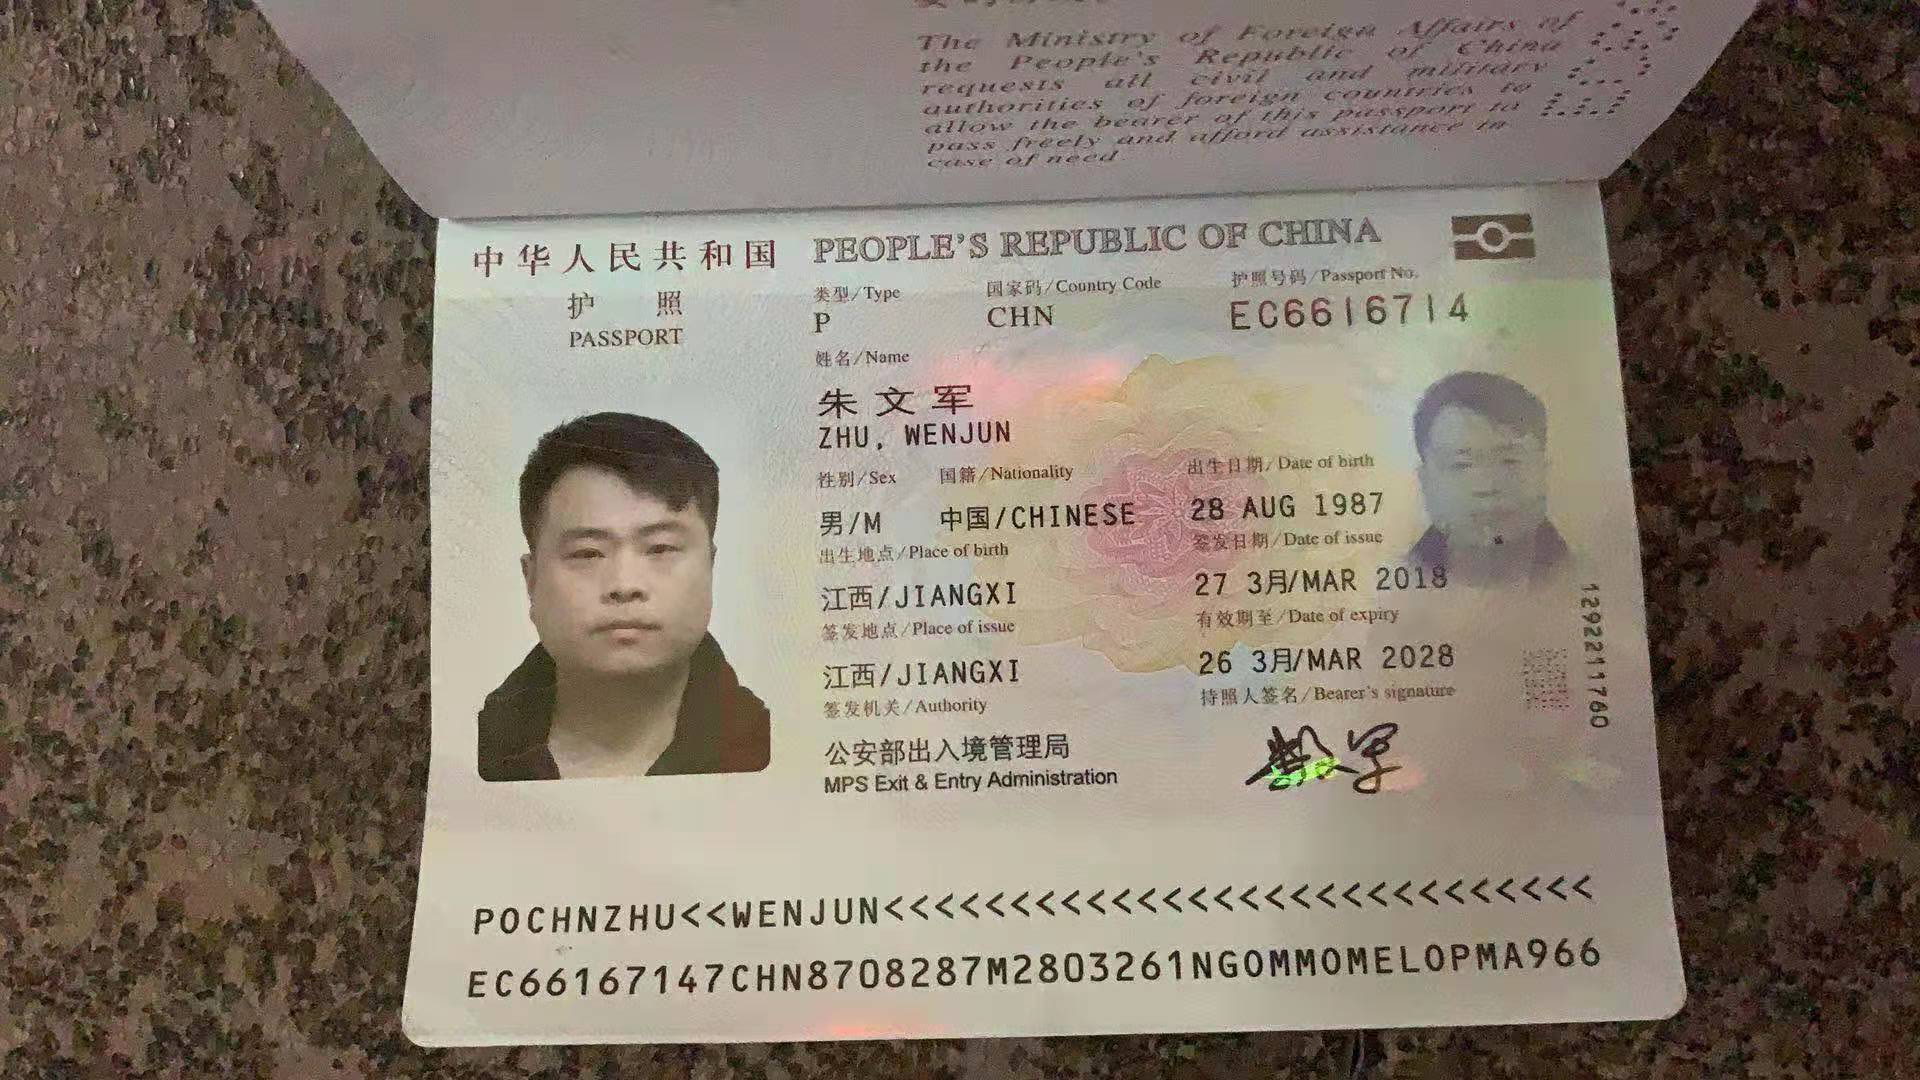 The Ministry of Foreign Affairs of
the People's Republic of China
requests all civil and military
authorities of foreign countries to
allow the bearer of this passport to
pass freely and afford assistance in
case of need
中华人民共和国 PEOPLE'S REPUBLIC OF CHINA
护照
PASSPORT
类型/Type 国家码/Country Code 护照号码/Passport No.
P CHN EC6616714
姓名/Name
朱文军
ZHU, WENJUN
性别/Sex 国籍/Nationality 出生日期/Date of birth
男/M 中国/CHINESE 28 AUG 1987
出生地点/Place of birth 签发日期/Date of issue
江西/JIANGXI 27 3月/MAR 2018
签发地点/Place of issue 有效期至/Date of expiry
江西/JIANGXI 26 3月/MAR 2028
签发机关/Authority 持照人签名/Bearer's signature
公安部出入境管理局
MPS Exit & Entry Administration
1292211760
POCHNZHU<<WENJUN<<<<<<<<<<<<<<<<<<<<<<<<<<<<
EC66167147CHN8708287M2803261NGOMMOMELOPMA966